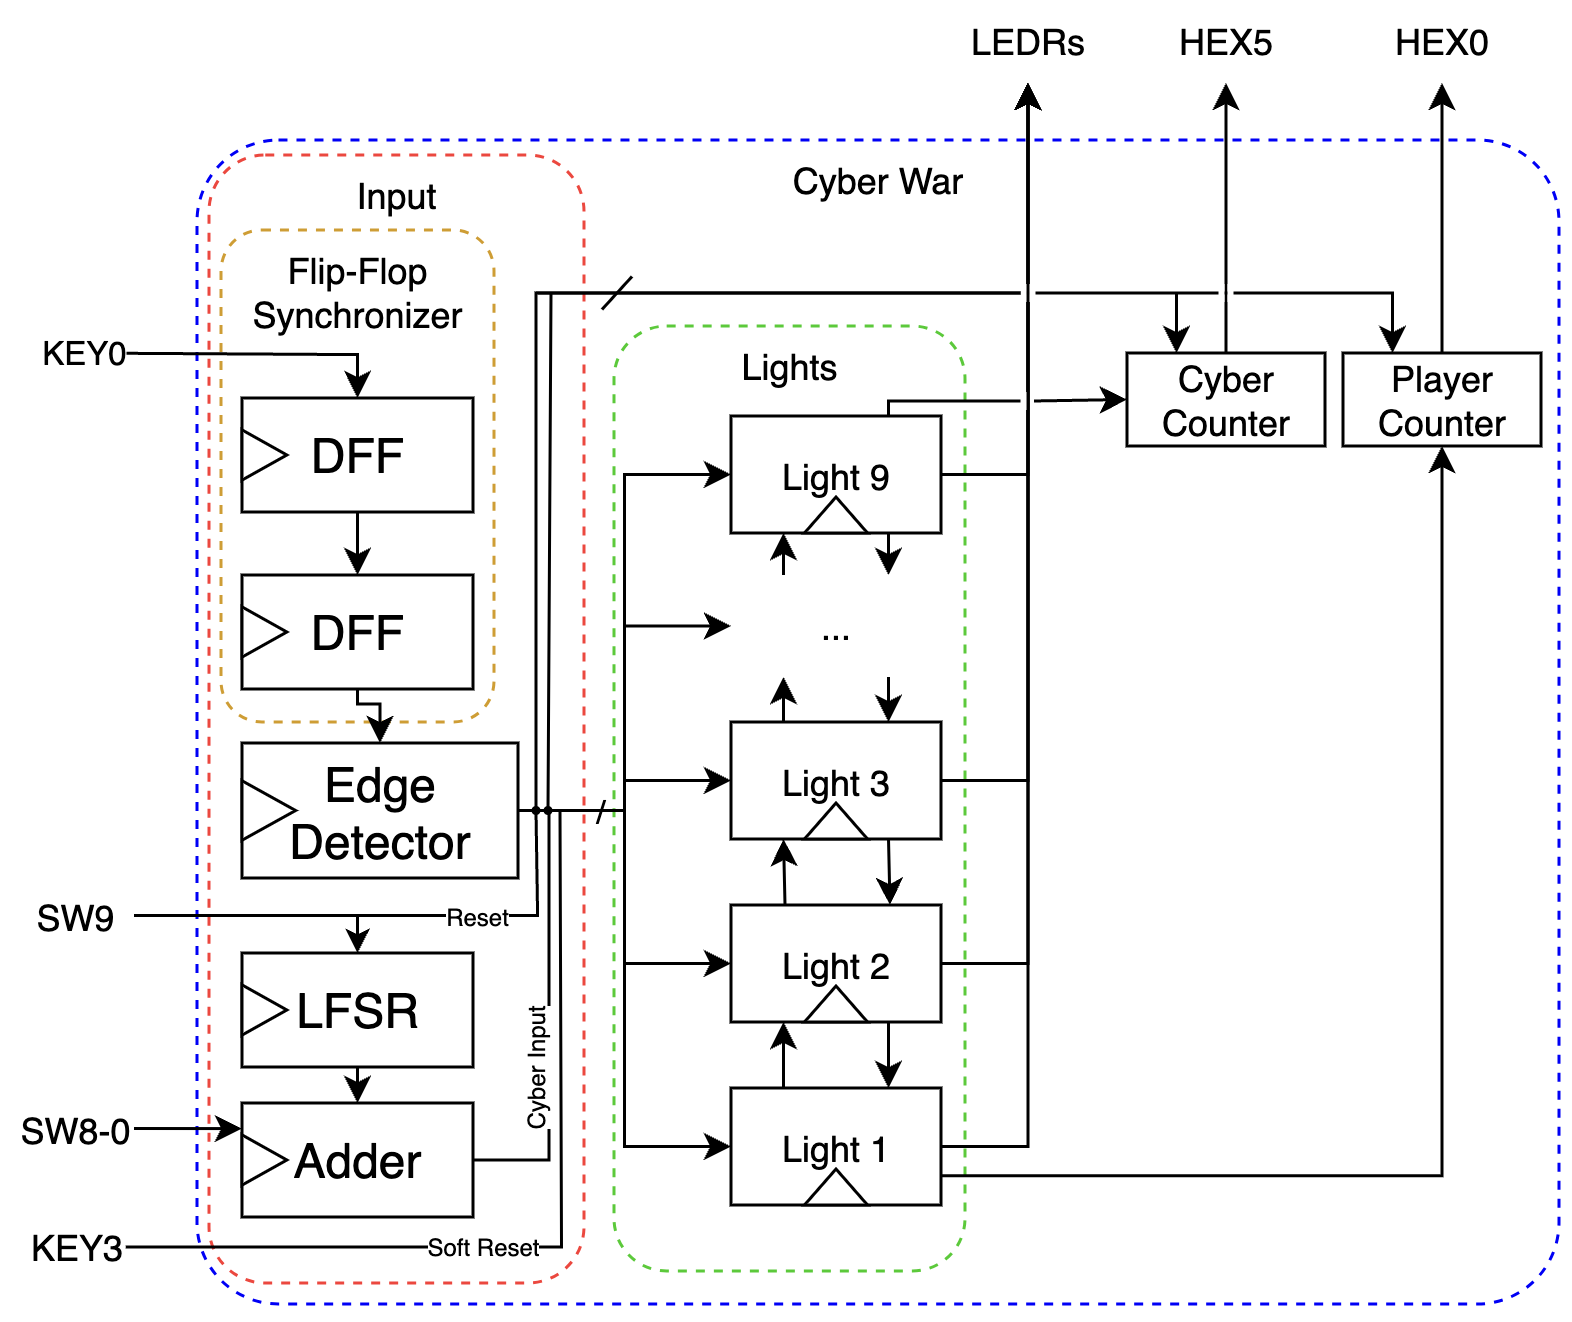 LEDRs
HEX5
HEX0
Cyber War
Input
Flip-Flop
Synchronizer
KEY0
Lights
Cyber
Counter
Player
Counter
DFF
Light 9
DFF
...
Edge
Detector
Light 3
SW9
Reset
Light 2
LFSR
Cyber Input
SW8-0
Adder
Light 1
KEY3
Soft Reset